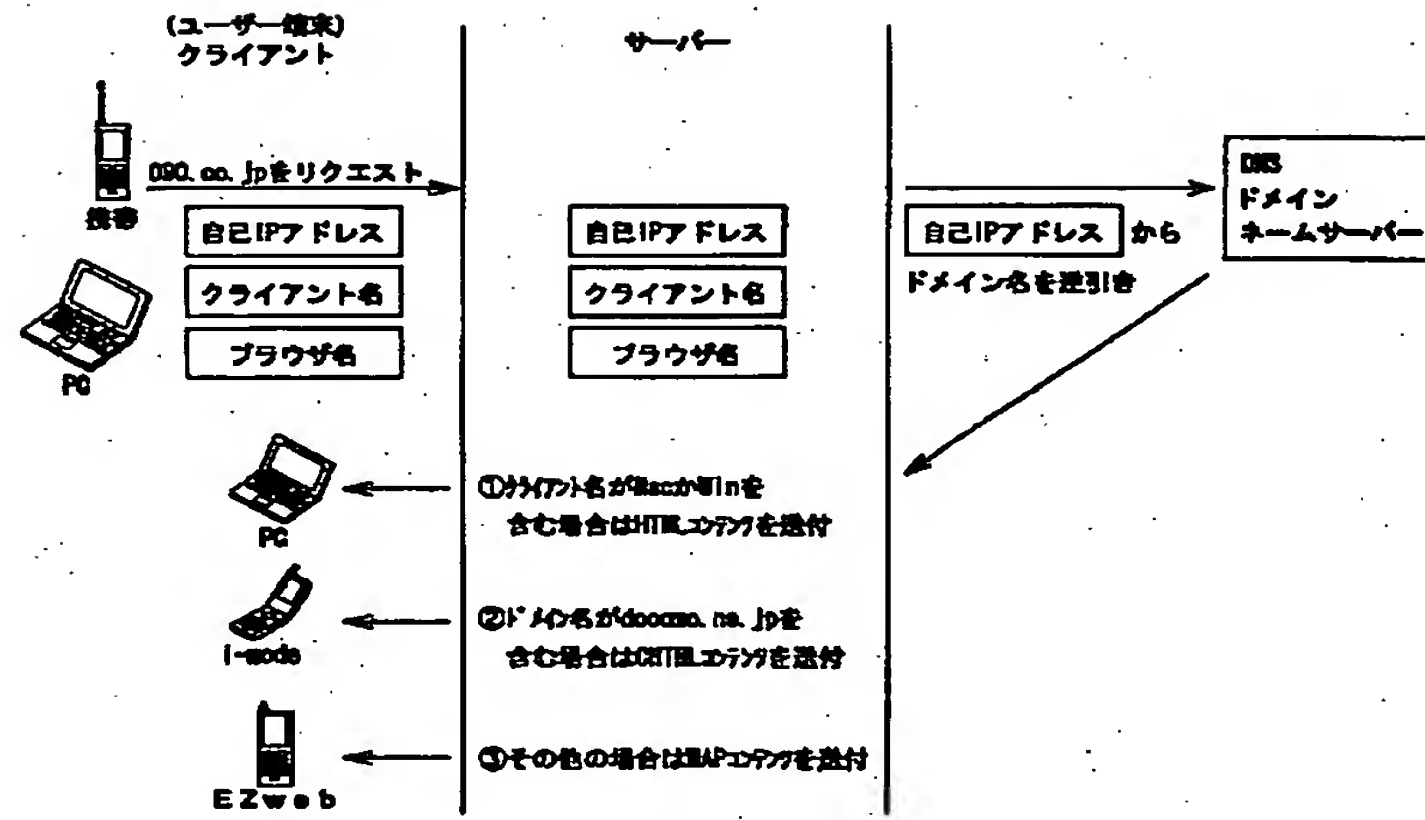 (ユーザー端末)
クライアント
サーバー
090.co.jpをリクエスト
携帯
自己IPアドレス
クライアント名
ブラウザ名
PC
自己IPアドレス
クライアント名
ブラウザ名
自己IPアドレス から
ドメイン名を逆引き
DNS
ドメイン
ネームサーバー
PC
①クライアント名がMacかWinを
含む場合はHTMLコンテンツを送付
i-mode
②ドメイン名がdocomo.ne.jpを
含む場合はCHTMLコンテンツを送付
EZweb
③その他の場合はWAPコンテンツを送付